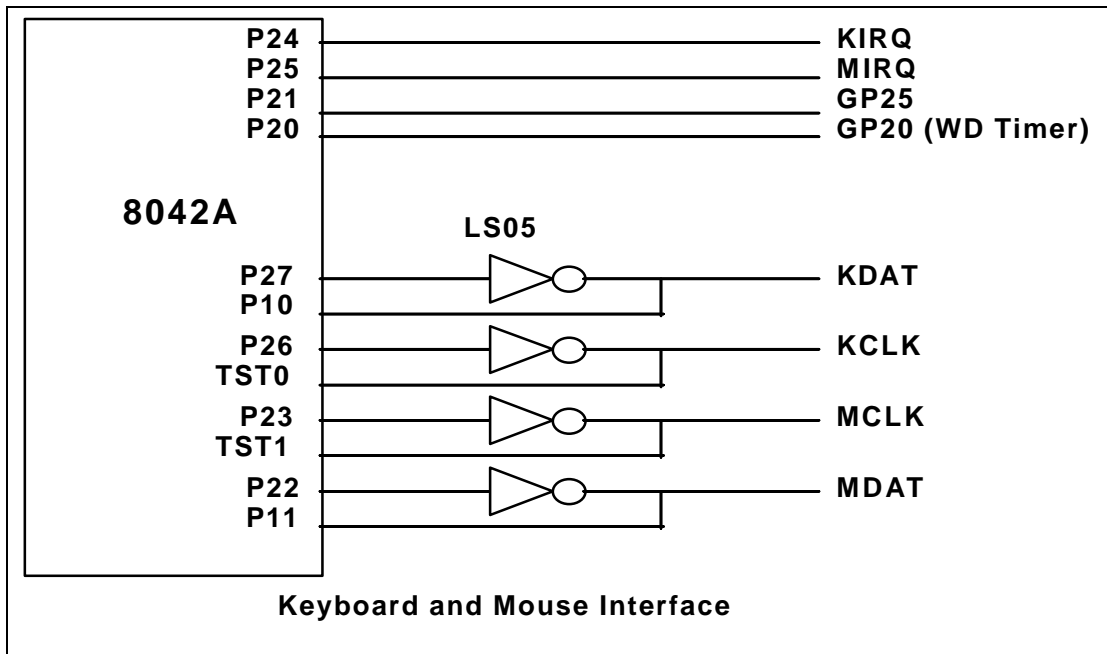 P24 KIRQ
P25 MIRQ
P21 GP25
P20 GP20 (WD Timer)
8042A
LS05
P27 KDAT
P10
P26 KCLK
TST0
P23 MCLK
TST1
P22 MDAT
P11
Keyboard and Mouse Interface